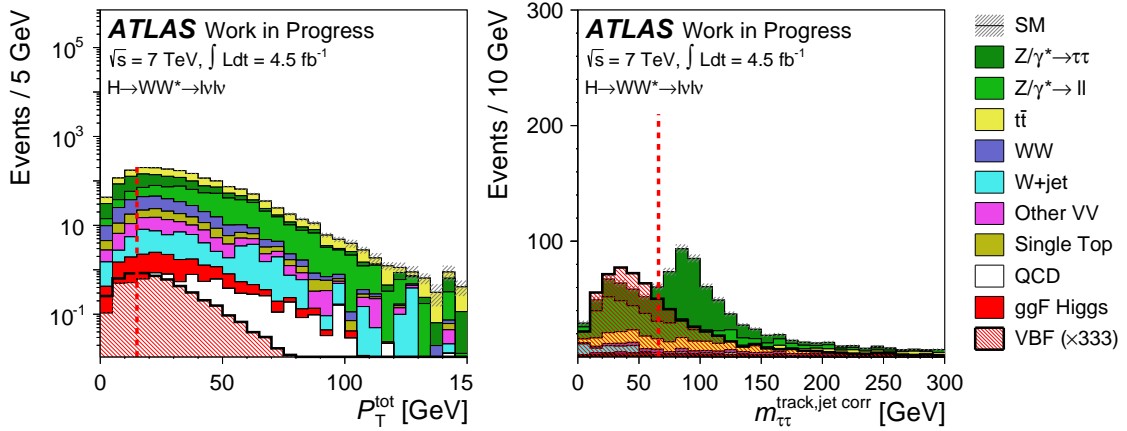 Events / 5 GeV
10⁵
10³
10
10⁻¹
ATLAS Work in Progress
√s = 7 TeV, ∫ Ldt = 4.5 fb⁻¹
H→WW*→lνlν
0 50 100 15
P_T^tot [GeV]
Events / 10 GeV
300
200
100
ATLAS Work in Progress
√s = 7 TeV, ∫ Ldt = 4.5 fb⁻¹
H→WW*→lνlν
0 50 100 150 200 250 300
m_ττ^track,jet corr [GeV]
SM
Z/γ*→ττ
Z/γ*→ ll
tt̄
WW
W+jet
Other VV
Single Top
QCD
ggF Higgs
VBF (×333)